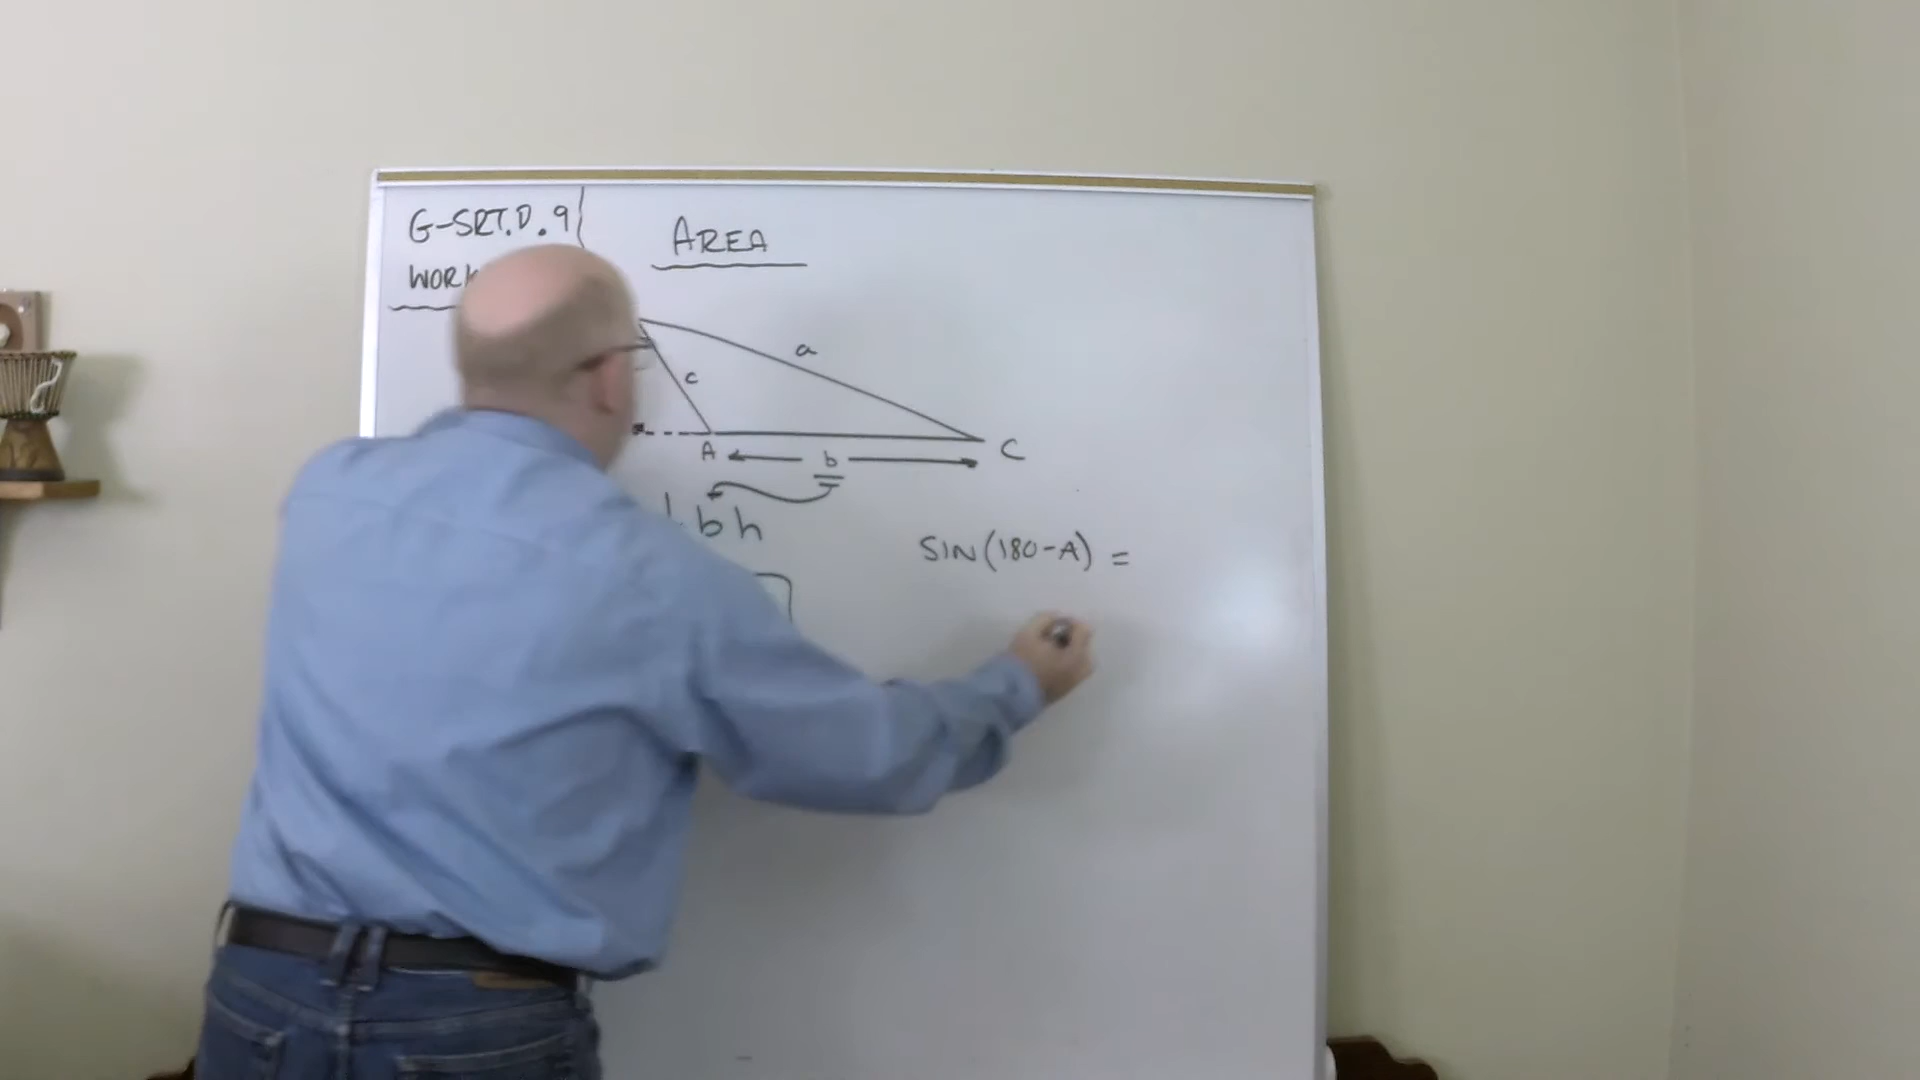 G-SRT.D.9
AREA
a
c
A
b
C
bh
SIN(180-A) =